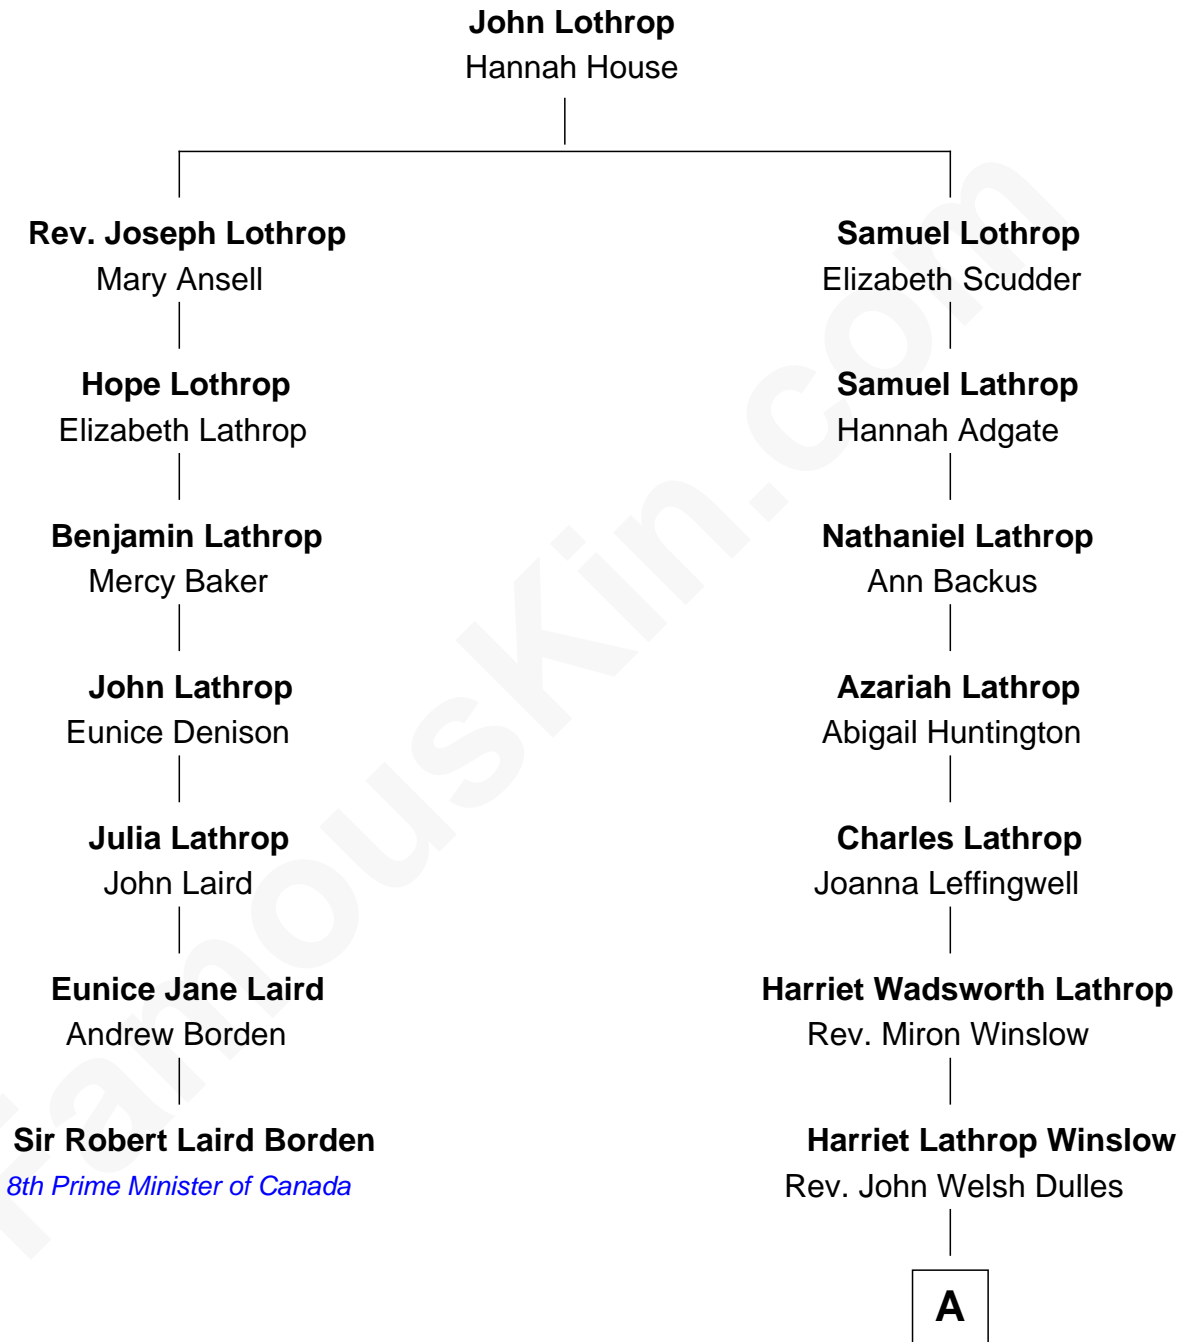 John Lothrop
Hannah House
Rev. Joseph Lothrop
Mary Ansell
Samuel Lothrop
Elizabeth Scudder
Hope Lothrop
Elizabeth Lathrop
Samuel Lathrop
Hannah Adgate
Benjamin Lathrop
Mercy Baker
Nathaniel Lathrop
Ann Backus
John Lathrop
Eunice Denison
Azariah Lathrop
Abigail Huntington
Julia Lathrop
John Laird
Charles Lathrop
Joanna Leffingwell
Eunice Jane Laird
Andrew Borden
Harriet Wadsworth Lathrop
Rev. Miron Winslow
Sir Robert Laird Borden
8th Prime Minister of Canada
Harriet Lathrop Winslow
Rev. John Welsh Dulles
A
FamousKin.com